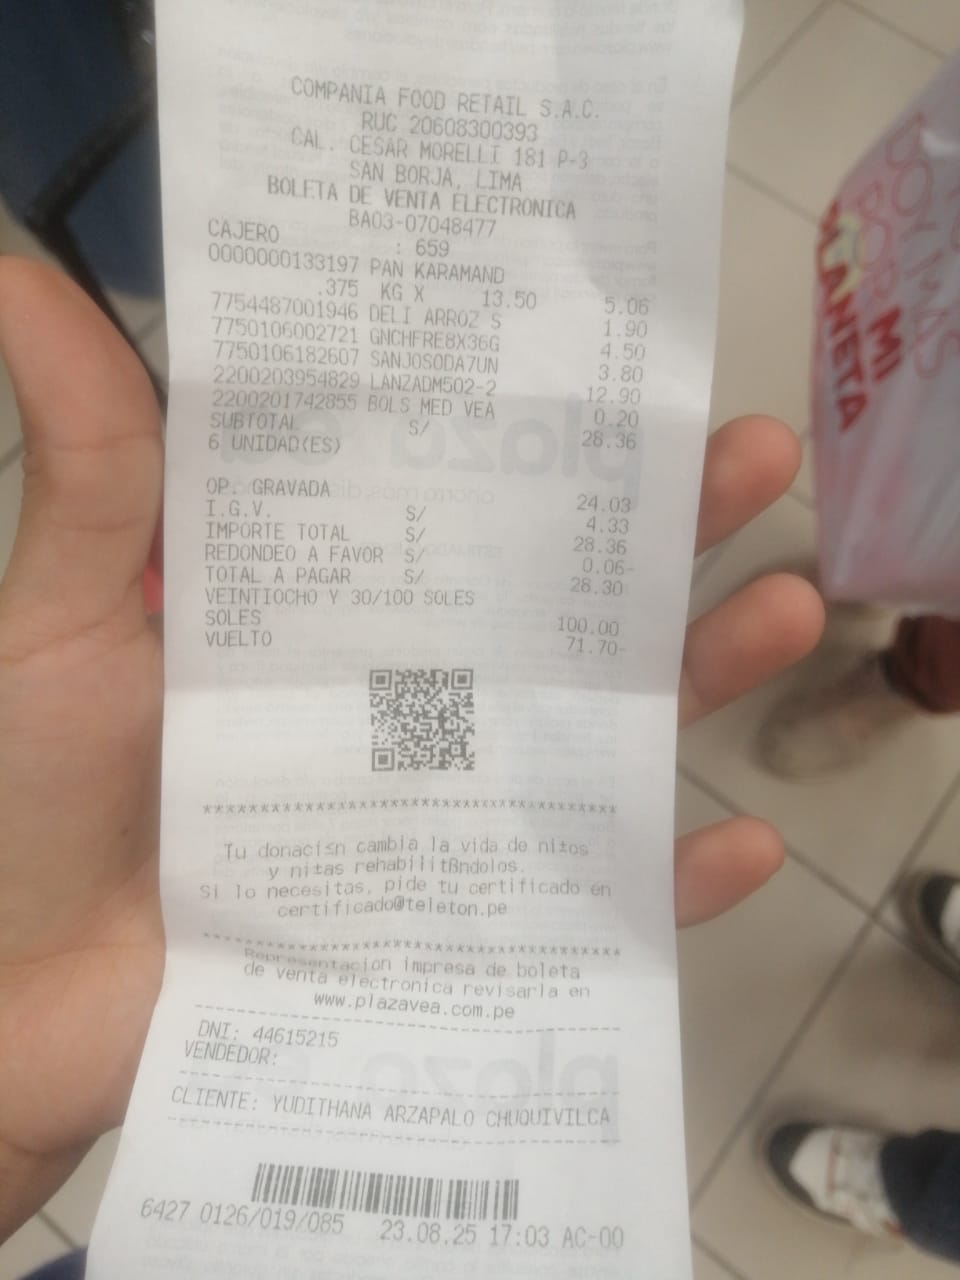 COMPANIA FOOD RETAIL S.A.C.
RUC 20608300393
CAL. CESAR MORELLI 181 P-3
SAN BORJA, LIMA
BOLETA DE VENTA ELECTRONICA
BA03-07048477
CAJERO : 659
0000000133197 PAN KARAMAND
.375 KG X 13.50 5.06
7754487001946 DELI ARROZ S 1.90
7750106002721 GNCHFRE8X36G 4.50
7750106182607 SANJOSODA7UN 3.80
2200203954829 LANZADM502-2 12.90
2200201742855 BOLS MED VEA 0.20
SUBTOTAL S/ 28.36
6 UNIDAD(ES)
OP. GRAVADA 24.03
I.G.V. S/ 4.33
IMPORTE TOTAL S/ 28.36
REDONDEO A FAVOR S/ 0.06-
TOTAL A PAGAR S/ 28.30
VEINTIOCHO Y 30/100 SOLES
SOLES 100.00
VUELTO 71.70-
****************************************
Tu donaci≤n cambia la vida de ni±os
y ni±as rehabilitßndolos.
Si lo necesitas, pide tu certificado en
certificado@teleton.pe
****************************************
Representacion impresa de boleta
de venta electronica revisarla en
www.plazavea.com.pe
DNI: 44615215
VENDEDOR:
CLIENTE: YUDITHANA ARZAPALO CHUQUIVILCA
6427 0126/019/085 23.08.25 17:03 AC-00
DOY MÁS
POR MI
PLANETA